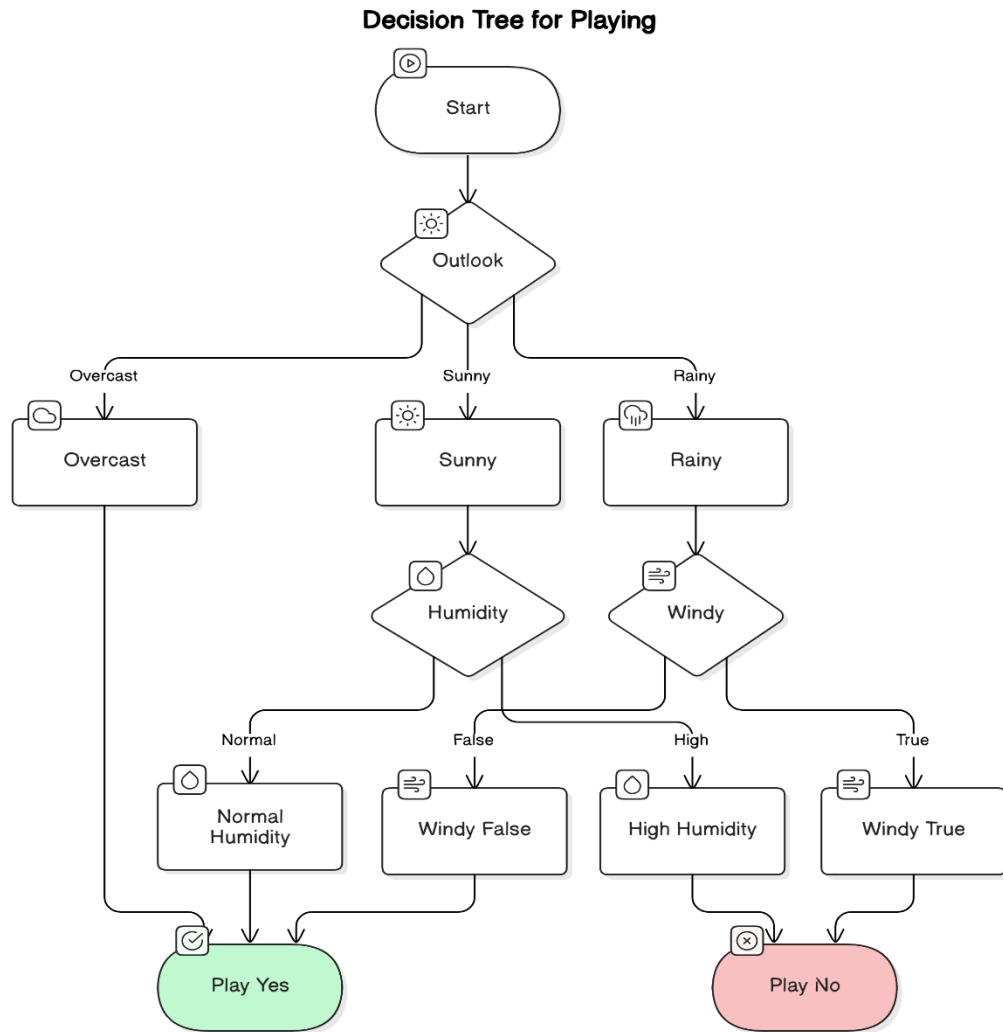 Decision Tree for Playing
Start
Outlook
Overcast
Sunny
Rainy
Overcast
Sunny
Rainy
Humidity
Windy
Normal
False
High
True
Normal
Humidity
Windy False
High Humidity
Windy True
Play Yes
Play No